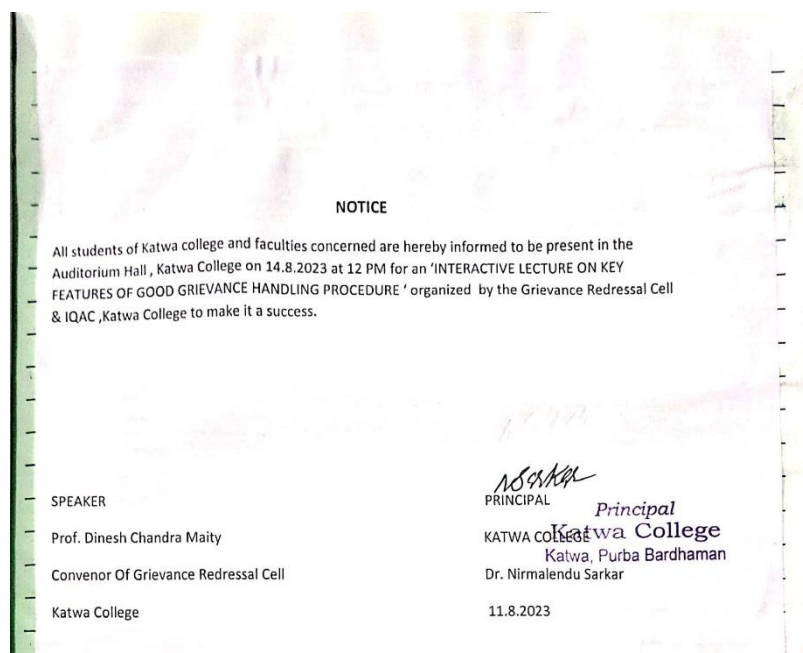 NOTICE
All students of Katwa college and faculties concerned are hereby informed to be present in the
Auditorium Hall , Katwa College on 14.8.2023 at 12 PM for an 'INTERACTIVE LECTURE ON KEY
FEATURES OF GOOD GRIEVANCE HANDLING PROCEDURE ' organized by the Grievance Redressal Cell
& IQAC ,Katwa College to make it a success.
NSarkar
SPEAKER
PRINCIPAL
Principal
Prof. Dinesh Chandra Maity
KATWA COLLEGE
Katwa College
Katwa, Purba Bardhaman
Convenor Of Grievance Redressal Cell
Dr. Nirmalendu Sarkar
Katwa College
11.8.2023